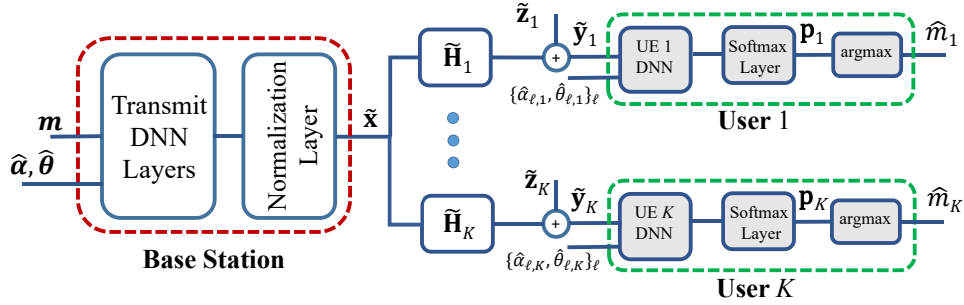 m
α̂, θ̂
Transmit
DNN
Layers
Normalization
Layer
Base Station
x̃
H̃̂₁
z̃₁
+
ỹ₁
{α̂ℓ,1, θ̂ℓ,1}ℓ
UE 1
DNN
Softmax
Layer
p₁
argmax
m̂₁
User 1
H̃̂K
z̃K
+
ỹK
{α̂ℓ,K, θ̂ℓ,K}ℓ
UE K
DNN
Softmax
Layer
pK
argmax
m̂K
User K